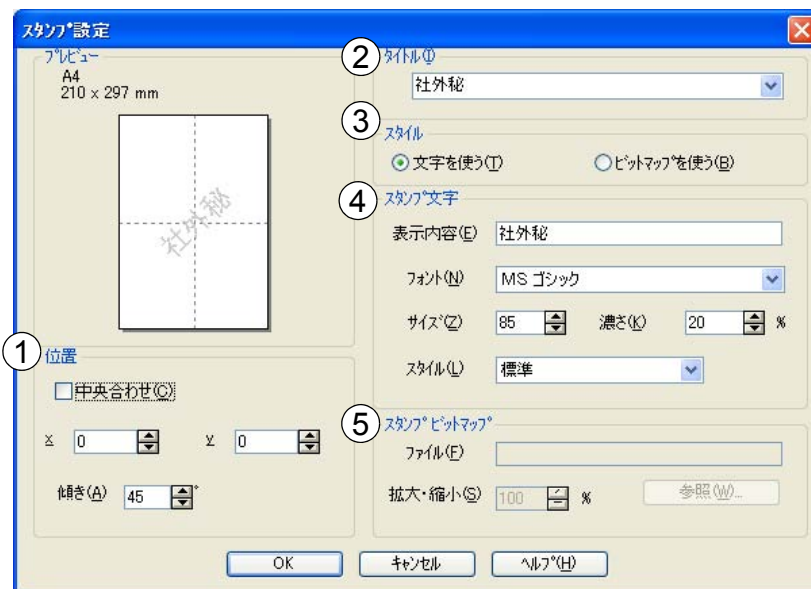 スタンプ設定
プレビュー
A4
210 x 297 mm
社外秘
① 位置
中央合わせ(C)
X 0 Y 0
傾き(A) 45 °
② タイトル(I)
社外秘
③ スタイル
文字を使う(T) ビットマップを使う(B)
④ スタンプ文字
表示内容(E) 社外秘
フォント(N) MS ゴシック
サイズ(Z) 85 濃さ(K) 20 %
スタイル(L) 標準
⑤ スタンプビットマップ
ファイル(F)
拡大・縮小(S) 100 % 参照(W)...
OK キャンセル ヘルプ(H)